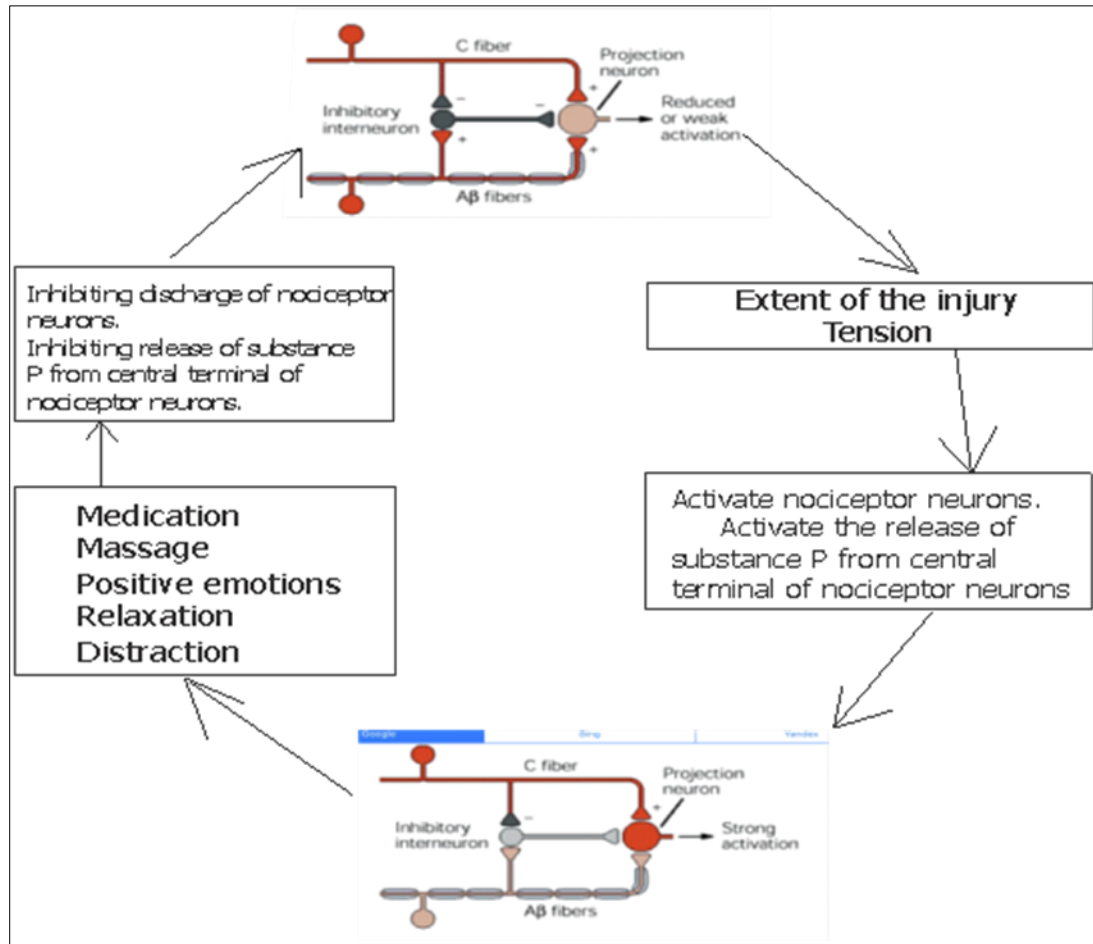 C fiber
Projection
neuron
+
−
−
Inhibitory
interneuron
Reduced
or weak
activation
+
+
Aβ fibers
Inhibiting discharge of nociceptor
neurons.
Inhibiting release of substance
P from central terminal of
nociceptor neurons.
Extent of the injury
Tension
Medication
Massage
Positive emotions
Relaxation
Distraction
Activate nociceptor neurons.
Activate the release of
substance P from central
terminal of nociceptor neurons
Google Bing Yandex
C fiber
Projection
neuron
+
−
Inhibitory
interneuron
Strong
activation
Aβ fibers